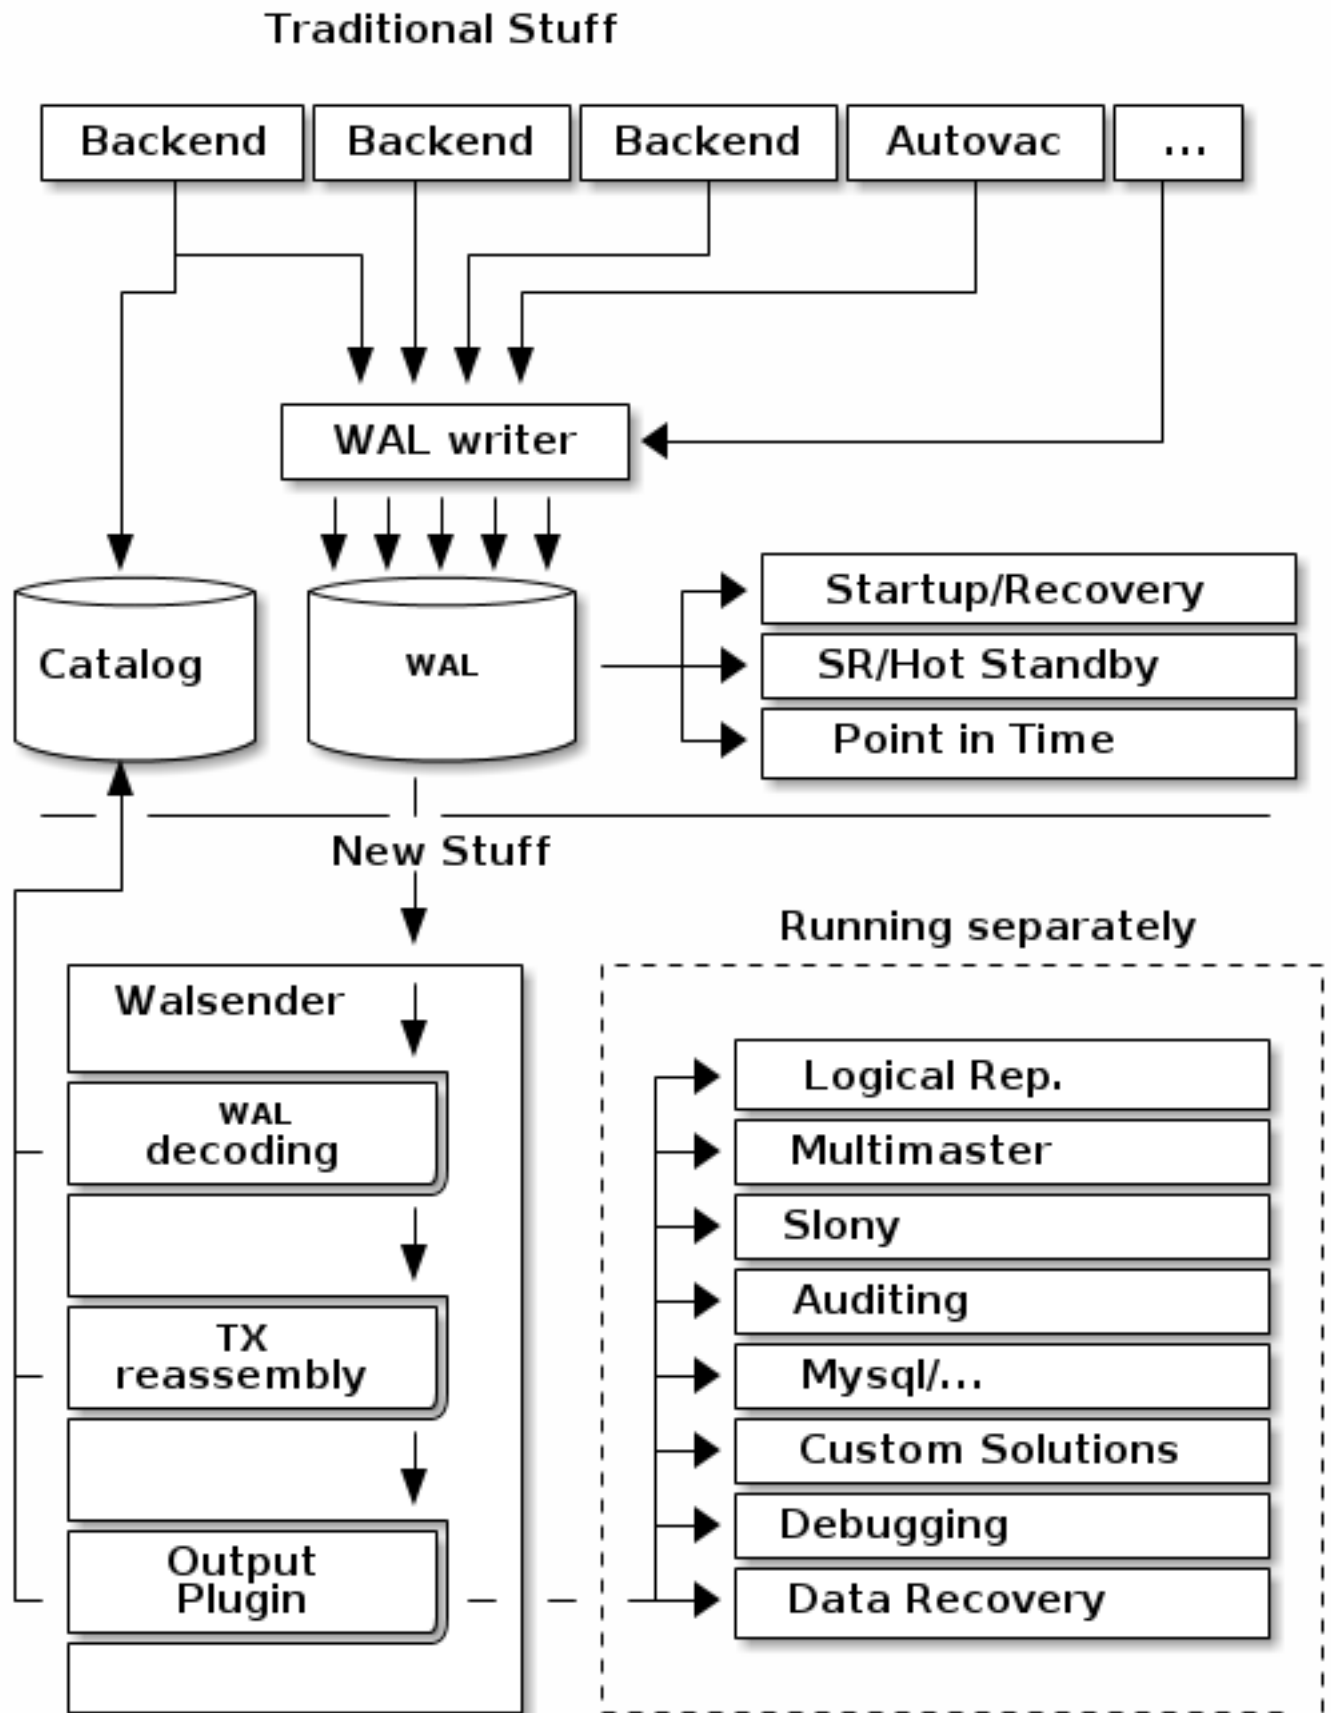 Traditional Stuff
Backend
Backend
Backend
Autovac
...
WAL writer
Catalog
WAL
Startup/Recovery
SR/Hot Standby
Point in Time
New Stuff
Running separately
Walsender
WAL
decoding
TX
reassembly
Output
Plugin
Logical Rep.
Multimaster
Slony
Auditing
Mysql/...
Custom Solutions
Debugging
Data Recovery